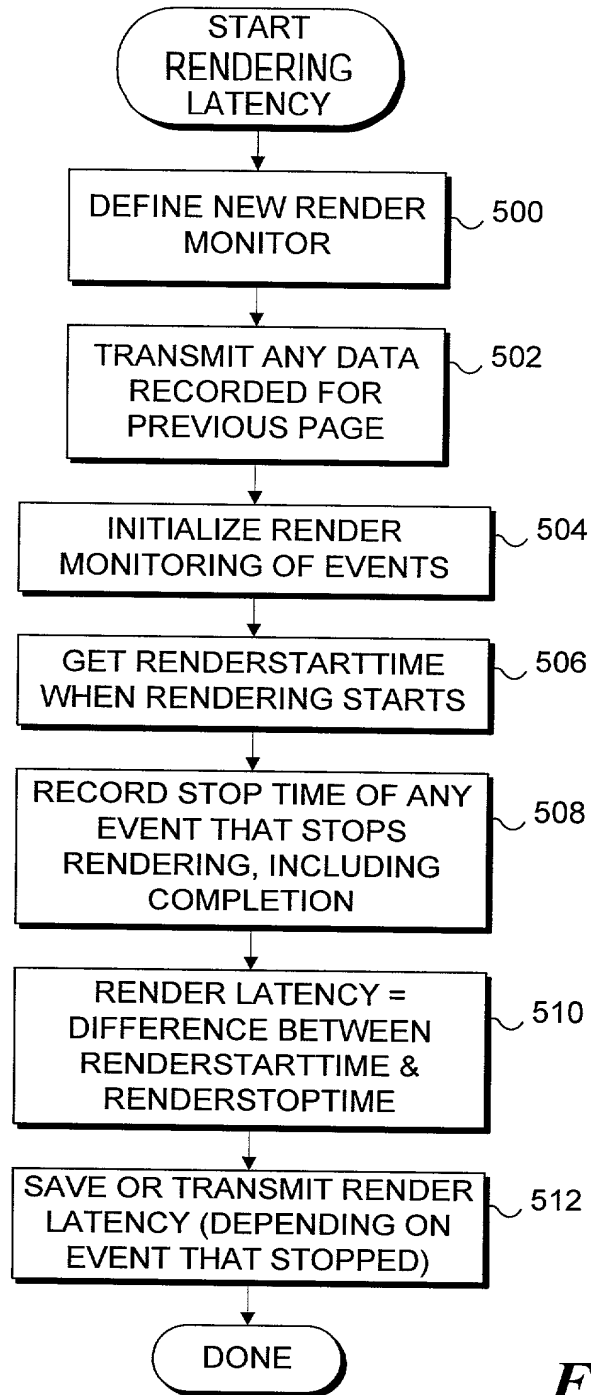 START
RENDERING
LATENCY
DEFINE NEW RENDER
MONITOR
500
TRANSMIT ANY DATA
RECORDED FOR
PREVIOUS PAGE
502
INITIALIZE RENDER
MONITORING OF EVENTS
504
GET RENDERSTARTTIME
WHEN RENDERING STARTS
506
RECORD STOP TIME OF ANY
EVENT THAT STOPS
RENDERING, INCLUDING
COMPLETION
508
RENDER LATENCY =
DIFFERENCE BETWEEN
RENDERSTARTTIME &
RENDERSTOPTIME
510
SAVE OR TRANSMIT RENDER
LATENCY (DEPENDING ON
EVENT THAT STOPPED)
512
DONE
F